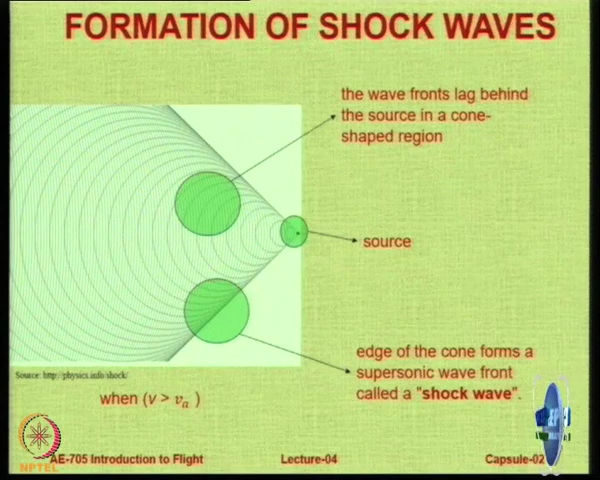 FORMATION OF SHOCK WAVES
the wave fronts lag behind
the source in a cone-
shaped region
source
edge of the cone forms a
supersonic wave front
called a "shock wave".
Source: http://physics.info/shock/
when (v > vₐ )
AE-705 Introduction to Flight
Lecture-04
Capsule-02
NPTEL